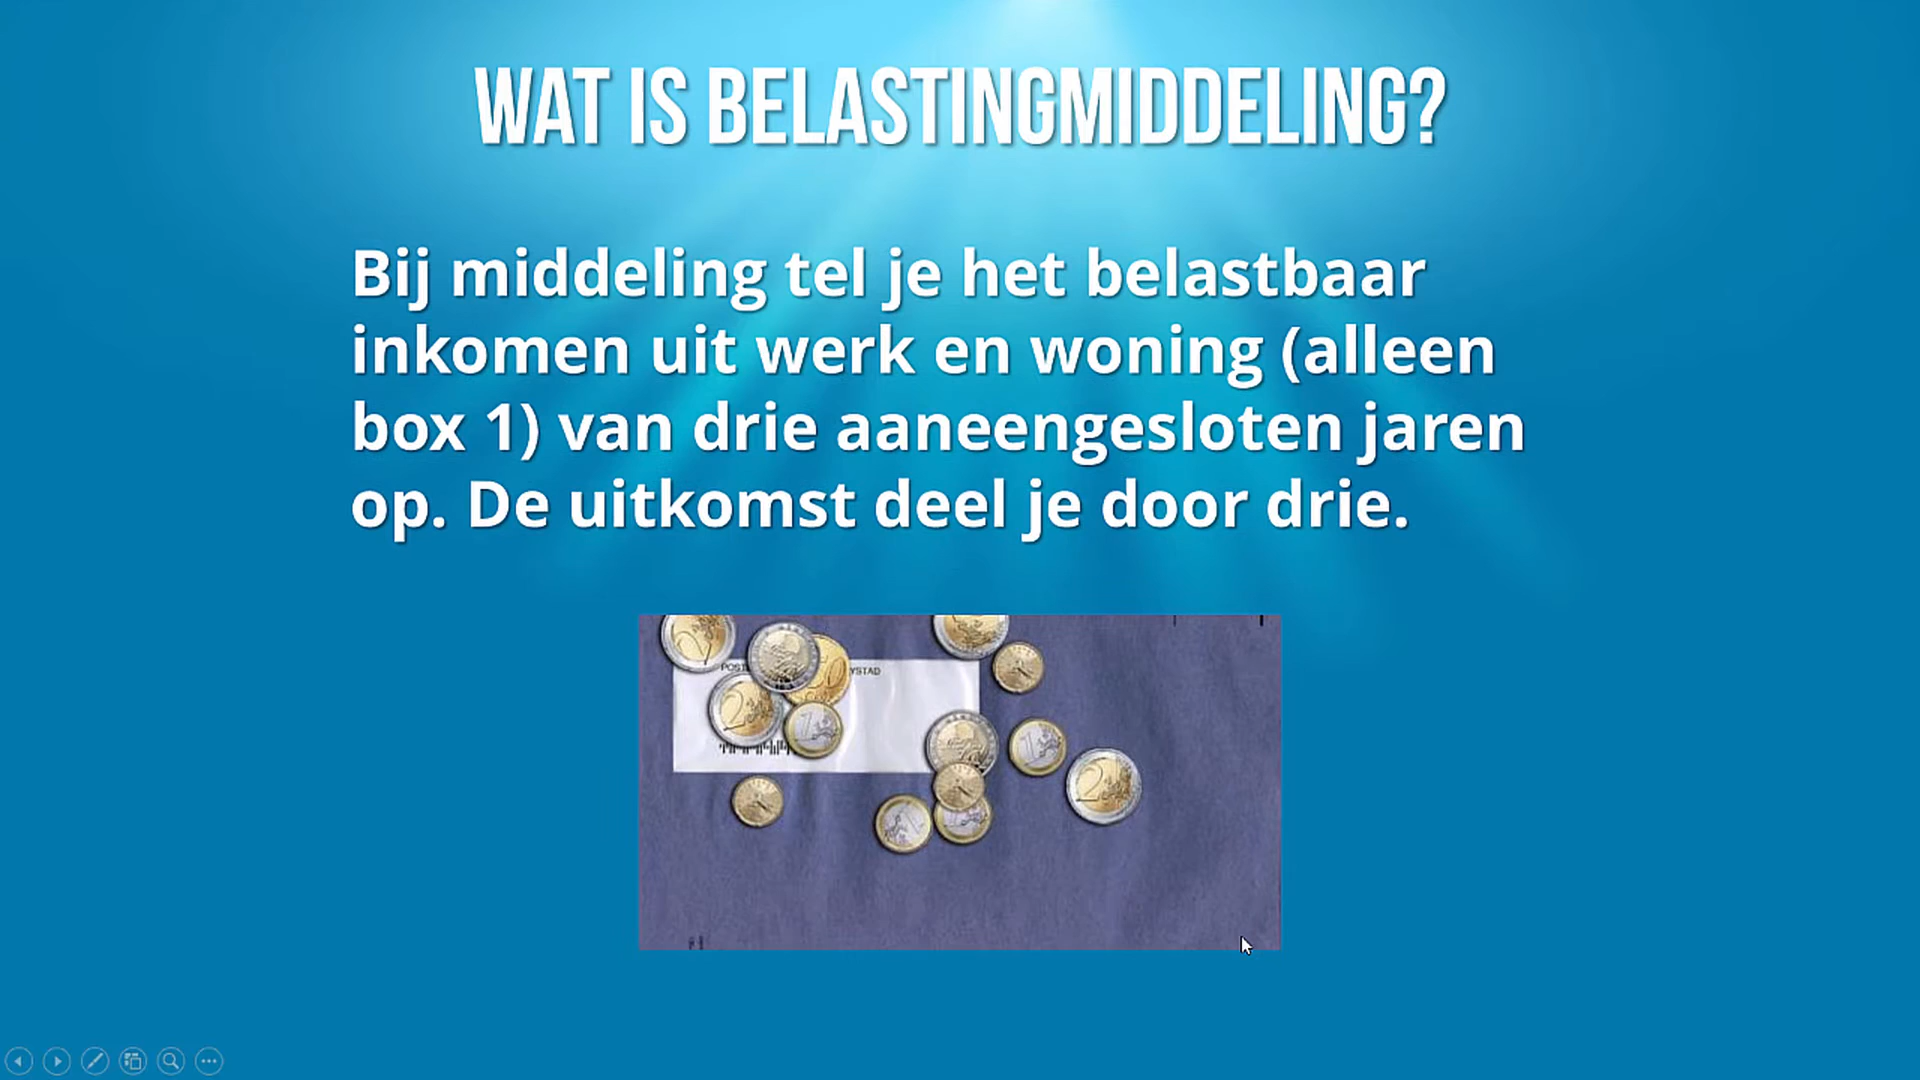 WAT IS BELASTINGMIDDELING?
Bij middeling tel je het belastbaar
inkomen uit werk en woning (alleen
box 1) van drie aaneengesloten jaren
op. De uitkomst deel je door drie.